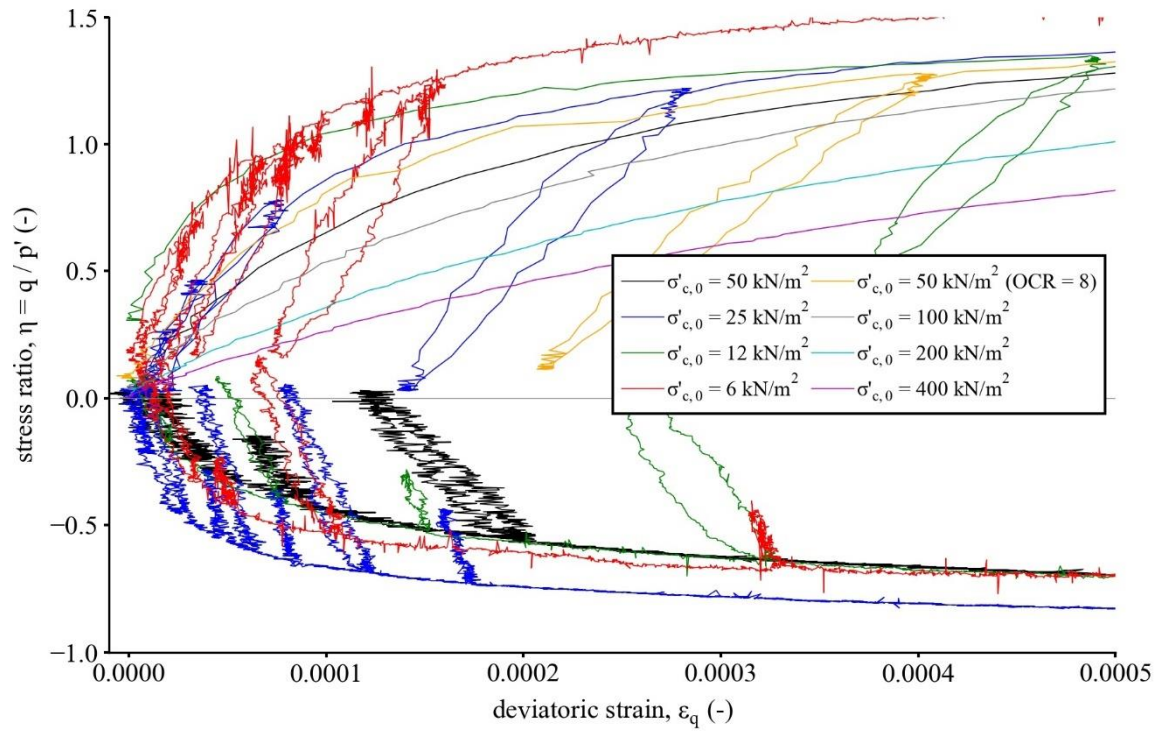 1.5
1.0
0.5
0.0
−0.5
−1.0
stress ratio, η = q / p' (-)
σ'c, 0 = 50 kN/m²
σ'c, 0 = 25 kN/m²
σ'c, 0 = 12 kN/m²
σ'c, 0 = 6 kN/m²
σ'c, 0 = 50 kN/m² (OCR = 8)
σ'c, 0 = 100 kN/m²
σ'c, 0 = 200 kN/m²
σ'c, 0 = 400 kN/m²
0.0000 0.0001 0.0002 0.0003 0.0004 0.0005
deviatoric strain, εq (-)